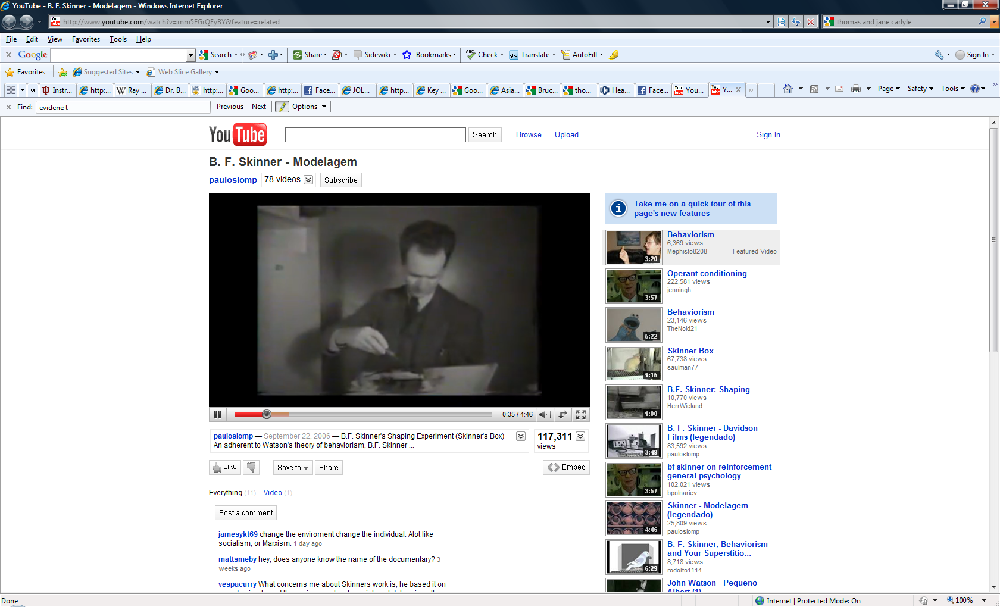 YouTube - B. F. Skinner - Modelagem - Windows Internet Explorer
http://www.youtube.com/watch?v=mm5FGrQEyBY&feature=related
thomas and jane carlyle
File Edit View Favorites Tools Help
x Google Search Share Sidewiki Bookmarks Check Translate AutoFill Sign In
Favorites Suggested Sites Web Slice Gallery
Instr... http:... Ray ... Dr. B... http:... Goo... http:... Face... JOL... http... Key ... Goo... Asia... Bruc... tho... Hea... Face... You... Y... Page Safety Tools
x Find: evidene t Previous Next Options
YouTube Search Browse Upload Sign In
B. F. Skinner - Modelagem
pauloslomp 78 videos Subscribe
0:35 / 4:46
pauloslomp — September 22, 2006 — B.F. Skinner's Shaping Experiment (Skinner's Box)
An adherent to Watson's theory of behaviorism, B.F. Skinner ...
117,311
views
Like Save to Share Embed
Everything (11) Video (1)
Post a comment
jamesykt69 change the enviroment change the individual. Alot like
socialism, or Marxism. 1 day ago
mattsmeby hey, does anyone know the name of the documentary? 3
weeks ago
vespacurry What concerns me about Skinners work is, he based it on
caged animals and the environment as he points out determines the
Take me on a quick tour of this
page's new features
Behaviorism
6,369 views
Mephisto8208 Featured Video
3:20
Operant conditioning
222,581 views
jenningh
3:57
Behaviorism
23,146 views
TheNoid21
5:22
Skinner Box
67,738 views
saulman77
1:15
B.F. Skinner: Shaping
10,770 views
HerrWieland
1:00
B. F. Skinner - Davidson
Films (legendado)
83,592 views
pauloslomp
3:49
bf skinner on reinforcement -
general psychology
102,021 views
bpolnariev
3:57
Skinner - Modelagem
(legendado)
25,809 views
pauloslomp
4:46
B. F. Skinner, Behaviorism
and Your Superstitio...
8,718 views
rodolfo1114
6:29
John Watson - Pequeno
Albert (1)
Done Internet | Protected Mode: On 100%